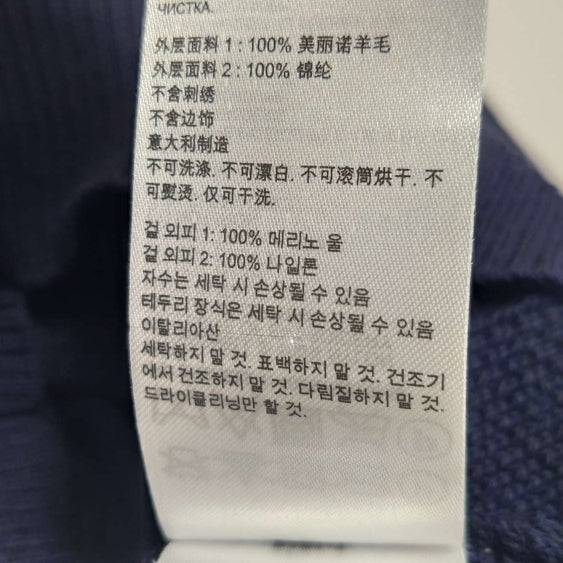 ЧИСТКА.
外层面料 1 : 100% 美丽诺羊毛
外层面料 2 : 100% 锦纶
不含刺绣
不含边饰
意大利制造
不可洗涤. 不可漂白. 不可滚筒烘干. 不
可熨烫. 仅可干洗.
겉 외피 1: 100% 메리노 울
겉 외피 2: 100% 나일론
자수는 세탁 시 손상될 수 있음
테두리 장식은 세탁 시 손상될 수 있음
이탈리아산
세탁하지 말 것. 표백하지 말 것. 건조기
에서 건조하지 말 것. 다림질하지 말 것.
드라이클리닝만 할 것.